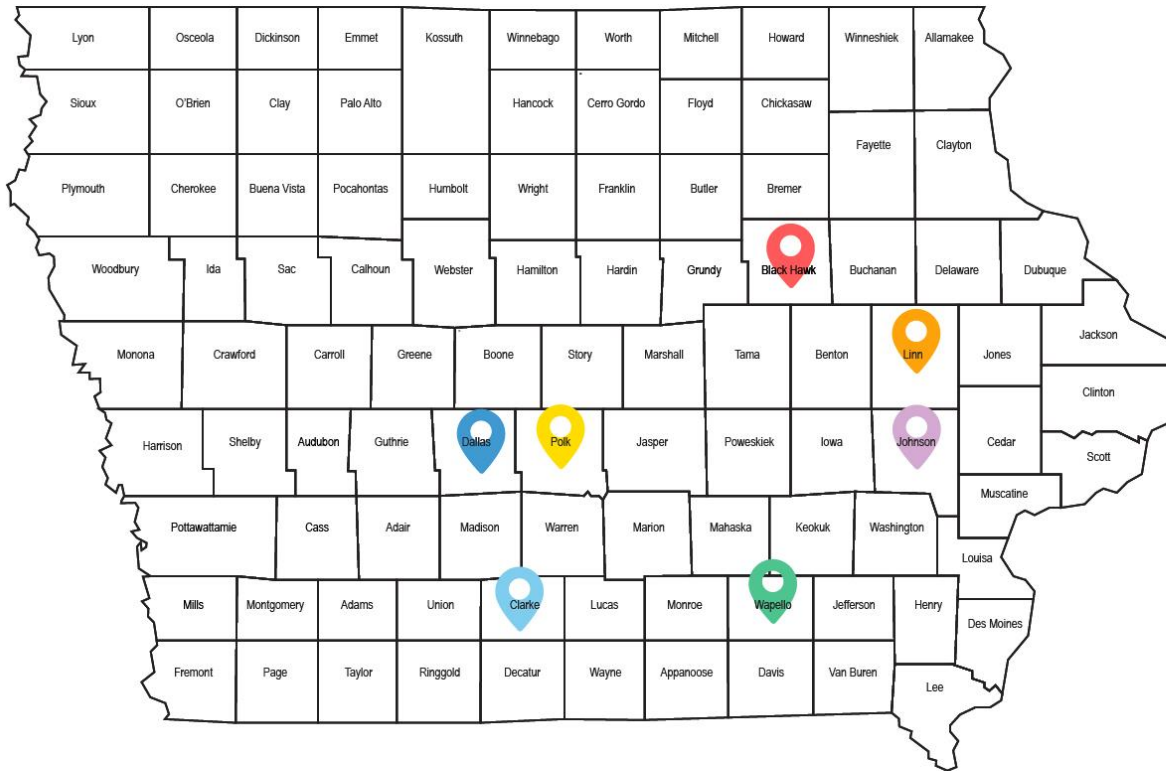 Lyon
Osceola
Dickinson
Emmet
Kossuth
Winnebago
Worth
Mitchell
Howard
Winneshiek
Allamakee
Sioux
O'Brien
Clay
Palo Alto
Hancock
Cerro Gordo
Floyd
Chickasaw
Fayette
Clayton
Plymouth
Cherokee
Buena Vista
Pocahontas
Humbolt
Wright
Franklin
Butler
Bremer
Woodbury
Ida
Sac
Calhoun
Webster
Hamilton
Hardin
Grundy
Black Hawk
Buchanan
Delaware
Dubuque
Monona
Crawford
Carroll
Greene
Boone
Story
Marshall
Tama
Benton
Linn
Jones
Jackson
Clinton
Harrison
Shelby
Audubon
Guthrie
Dallas
Polk
Jasper
Poweskiek
Iowa
Johnson
Cedar
Scott
Muscatine
Pottawattamie
Cass
Adair
Madison
Warren
Marion
Mahaska
Keokuk
Washington
Louisa
Mills
Montgomery
Adams
Union
Clarke
Lucas
Monroe
Wapello
Jefferson
Henry
Des Moines
Fremont
Page
Taylor
Ringgold
Decatur
Wayne
Appanoose
Davis
Van Buren
Lee